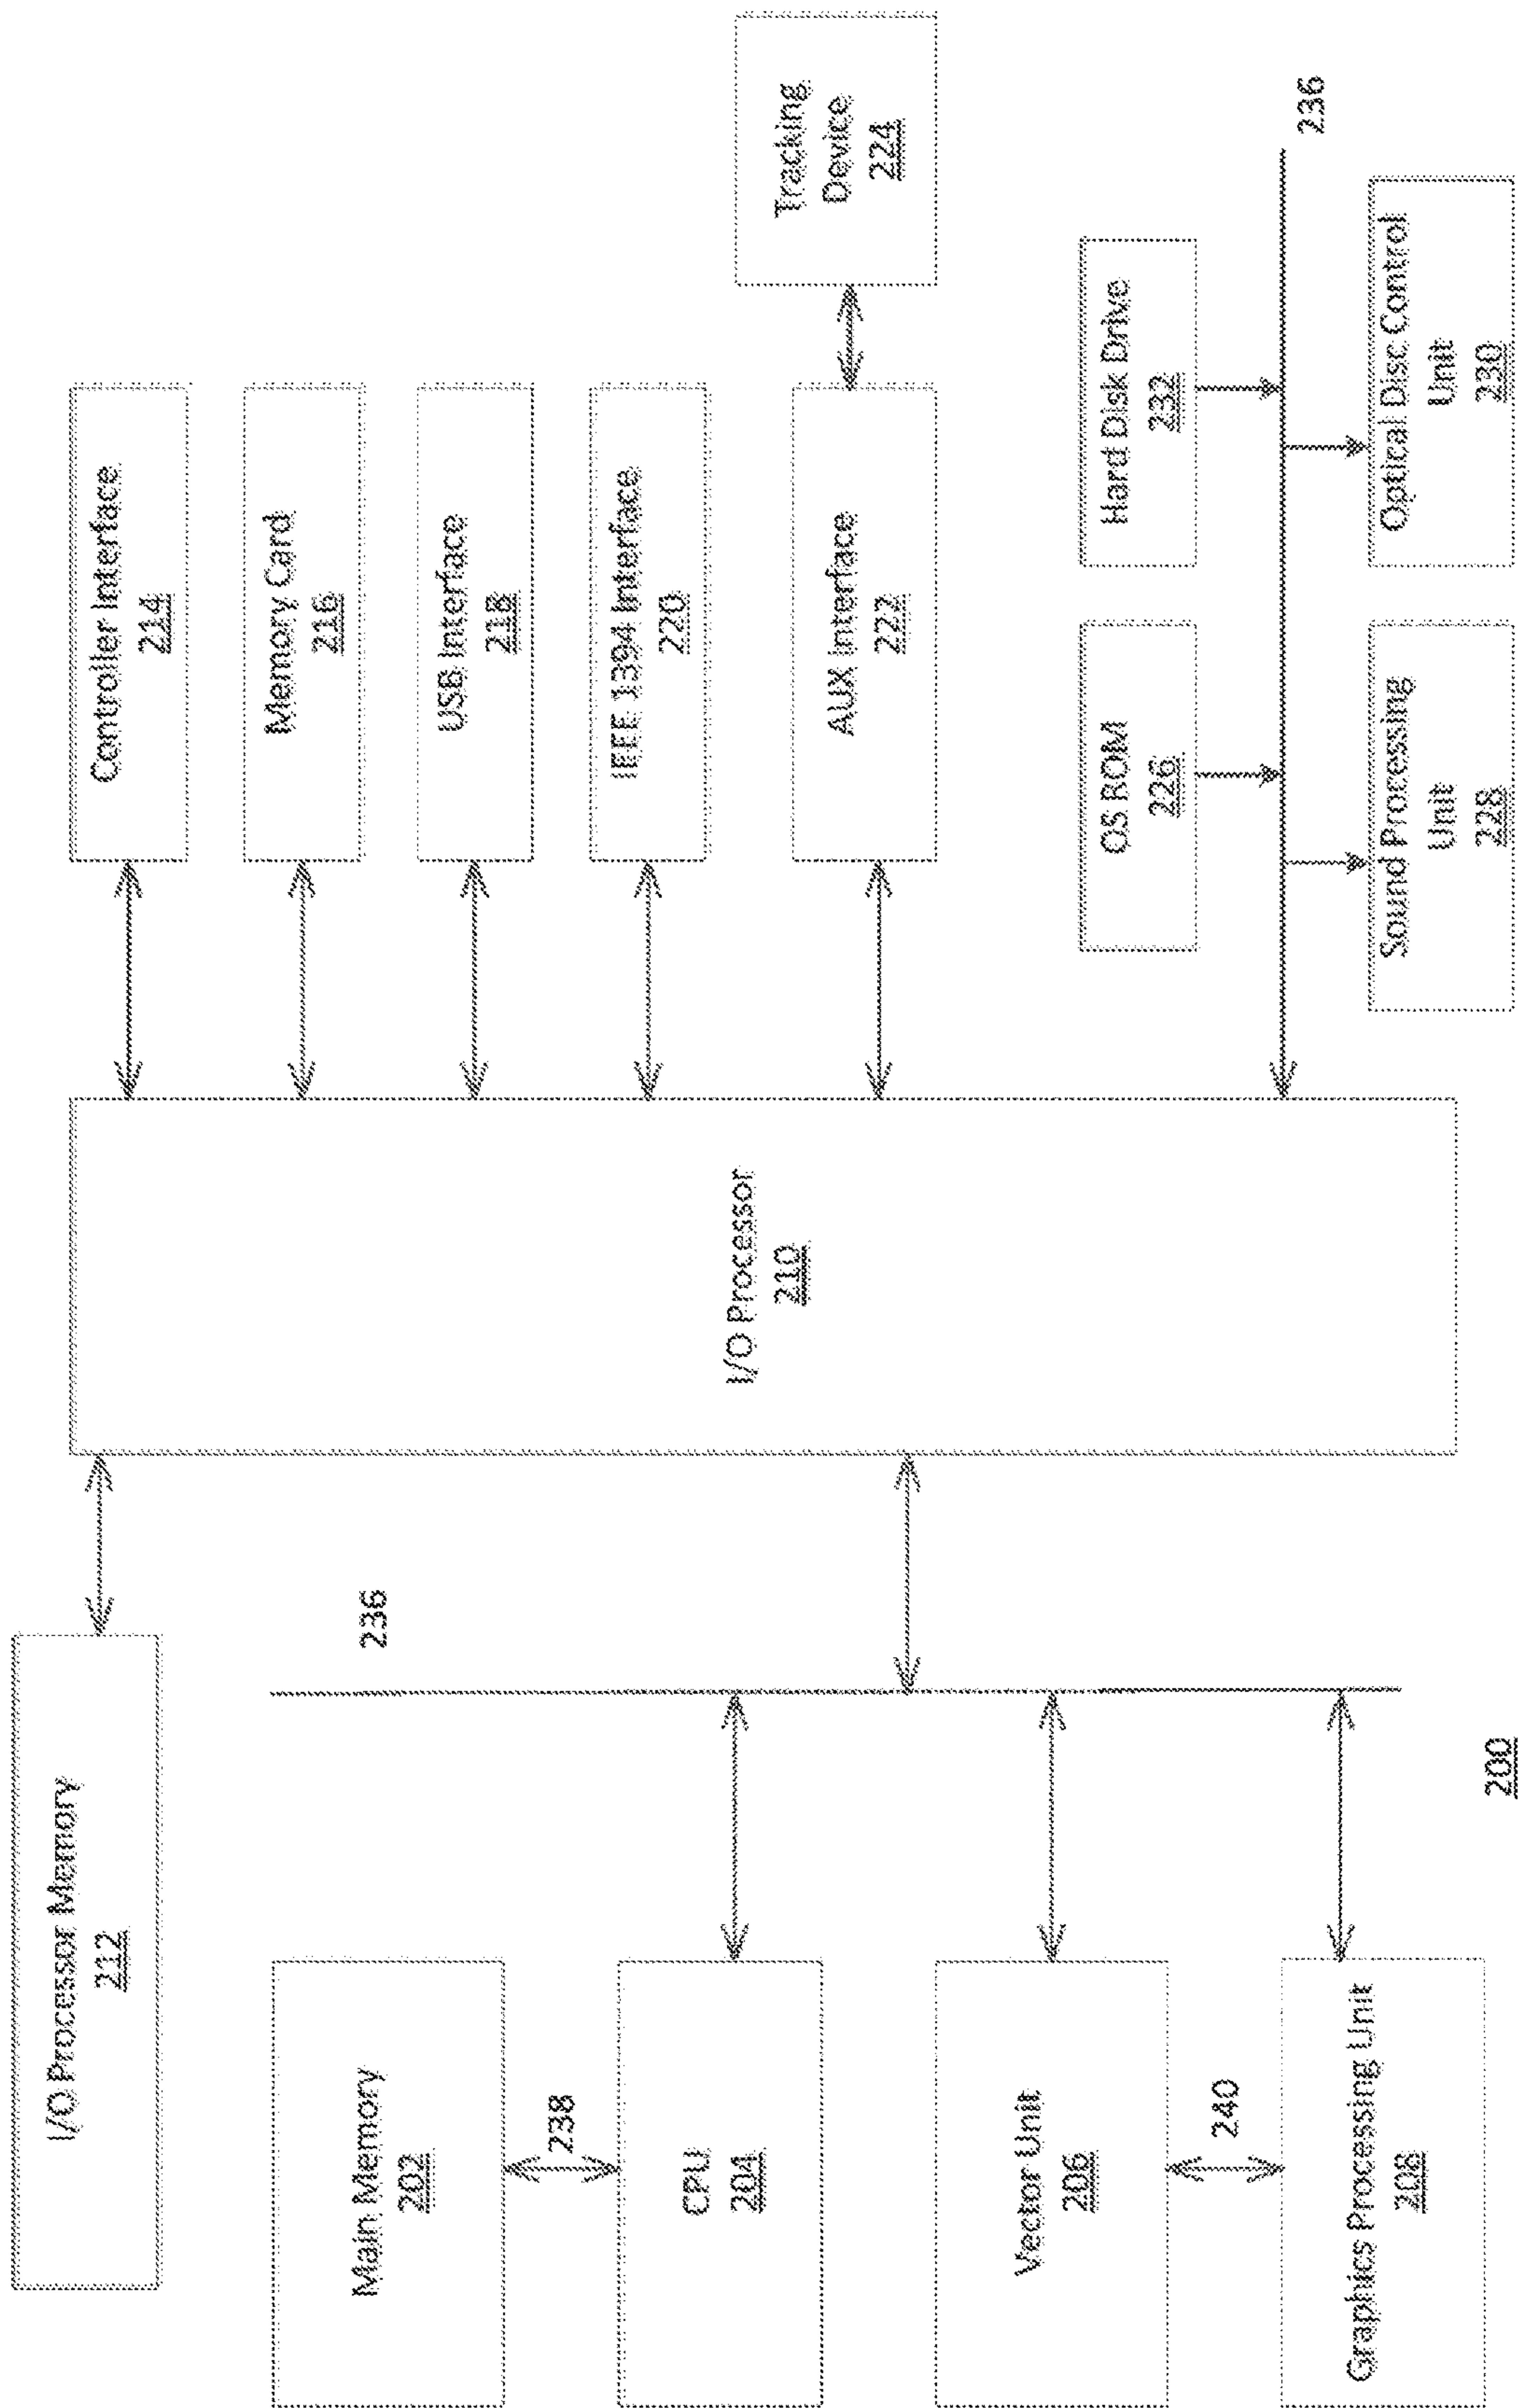 I/O Processor Memory
212
Main Memory
202
238
CPU
204
Vector Unit
206
240
Graphics Processing Unit
208
236
200
I/O Processor
210
Controller Interface
214
Memory Card
216
USB Interface
218
IEEE 1394 Interface
220
AUX Interface
222
Tracking
Device
224
OS ROM
226
Hard Disk Drive
232
236
Sound Processing
Unit
228
Optical Disc Control
Unit
230